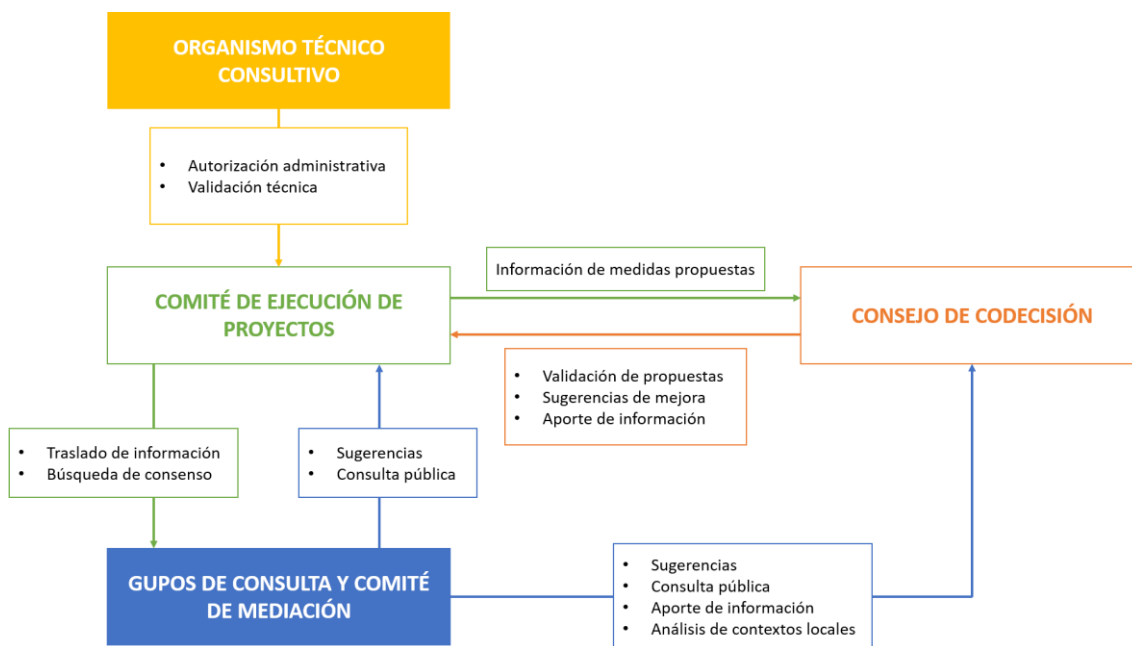 ORGANISMO TÉCNICO
CONSULTIVO
• Autorización administrativa
• Validación técnica
Información de medidas propuestas
COMITÉ DE EJECUCIÓN DE
PROYECTOS
CONSEJO DE CODECISIÓN
• Validación de propuestas
• Sugerencias de mejora
• Aporte de información
• Traslado de información
• Búsqueda de consenso
• Sugerencias
• Consulta pública
GUPOS DE CONSULTA Y COMITÉ
DE MEDIACIÓN
• Sugerencias
• Consulta pública
• Aporte de información
• Análisis de contextos locales